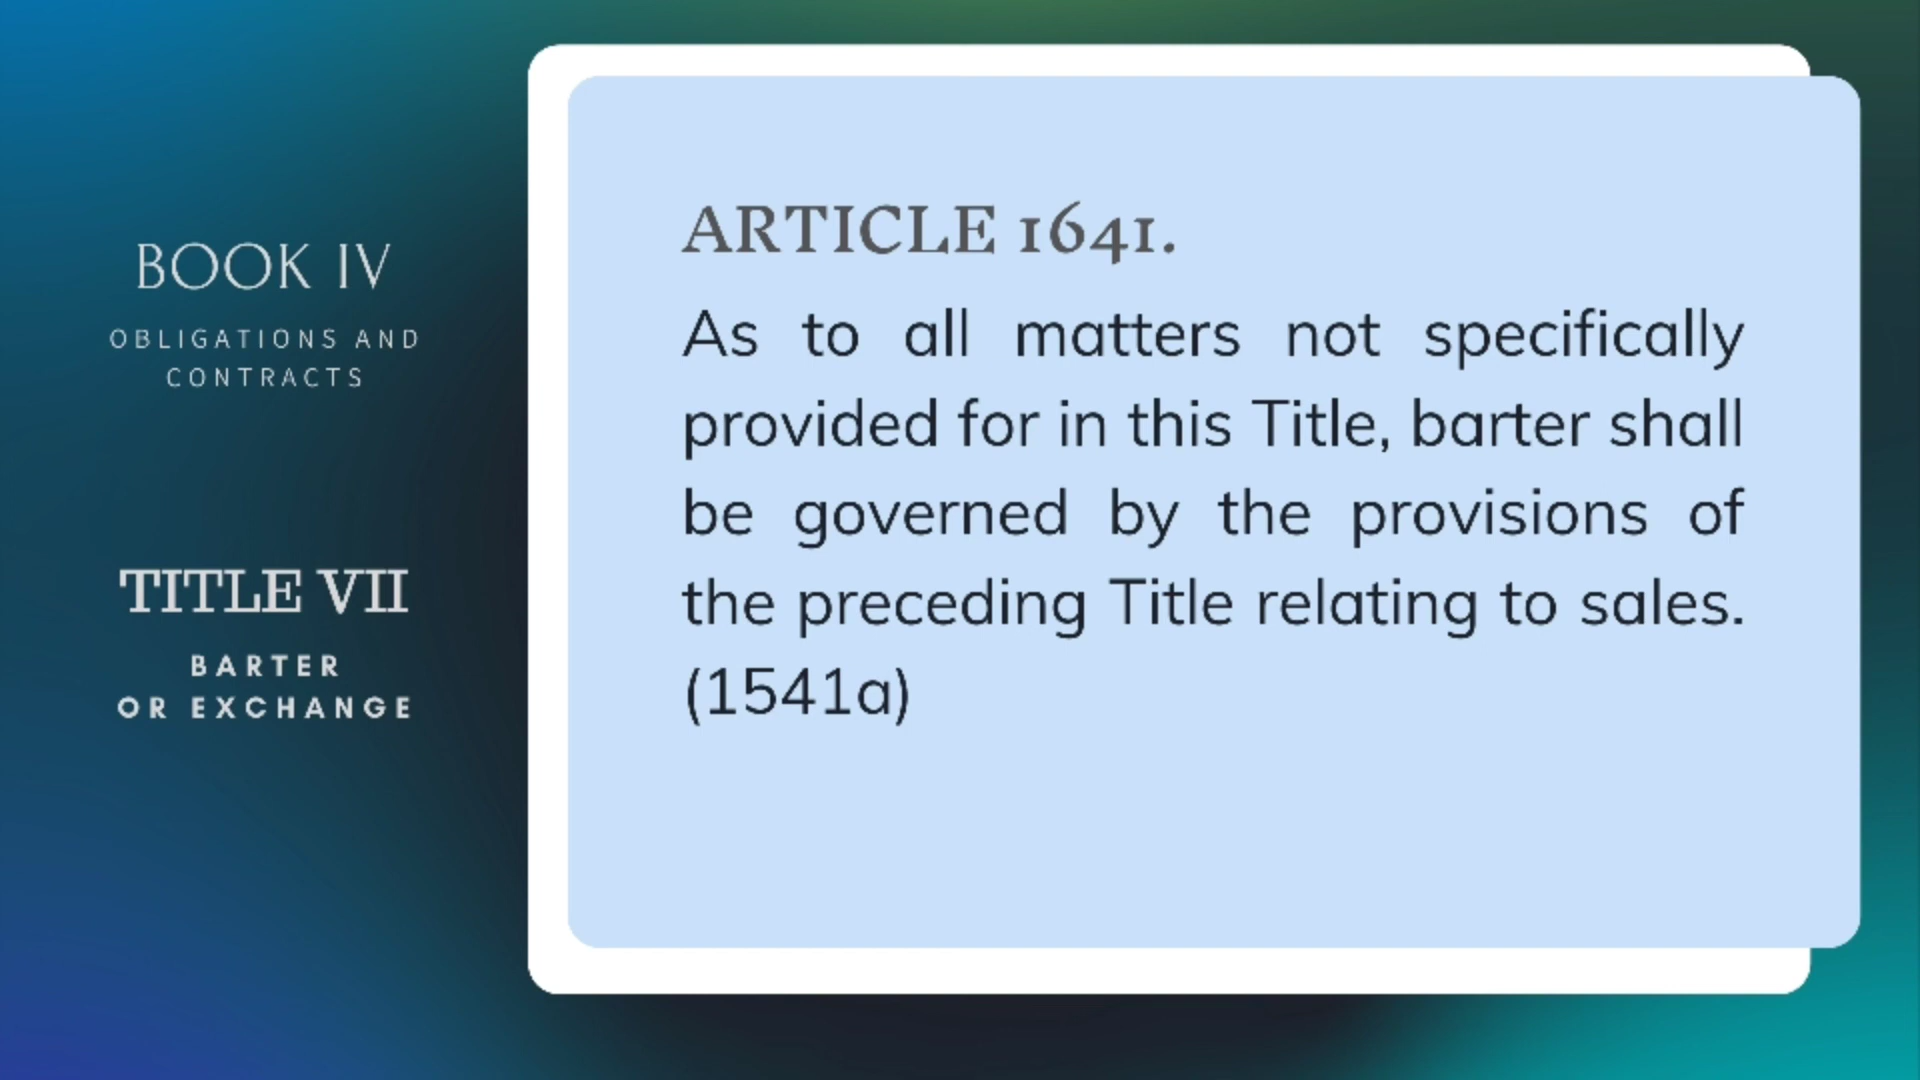 BOOK IV
OBLIGATIONS AND
CONTRACTS
TITLE VII
BARTER
OR EXCHANGE
ARTICLE 1641.
As to all matters not specifically
provided for in this Title, barter shall
be governed by the provisions of
the preceding Title relating to sales.
(1541a)